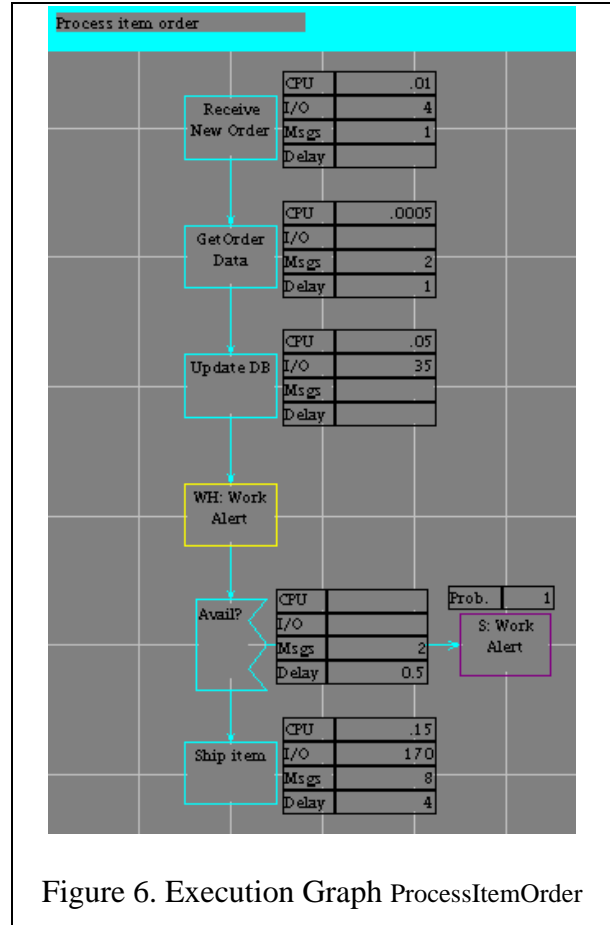 Process item order
Receive
New Order
CPU .01
I/O 4
Msgs 1
Delay
GetOrder
Data
CPU .0005
I/O
Msgs 2
Delay 1
Update DB
CPU .05
I/O 35
Msgs
Delay
WH: Work
Alert
Avail?
CPU
I/O
Msgs 2
Delay 0.5
Prob. 1
S: Work
Alert
Ship item
CPU .15
I/O 170
Msgs 8
Delay 4
Figure 6. Execution Graph ProcessItemOrder